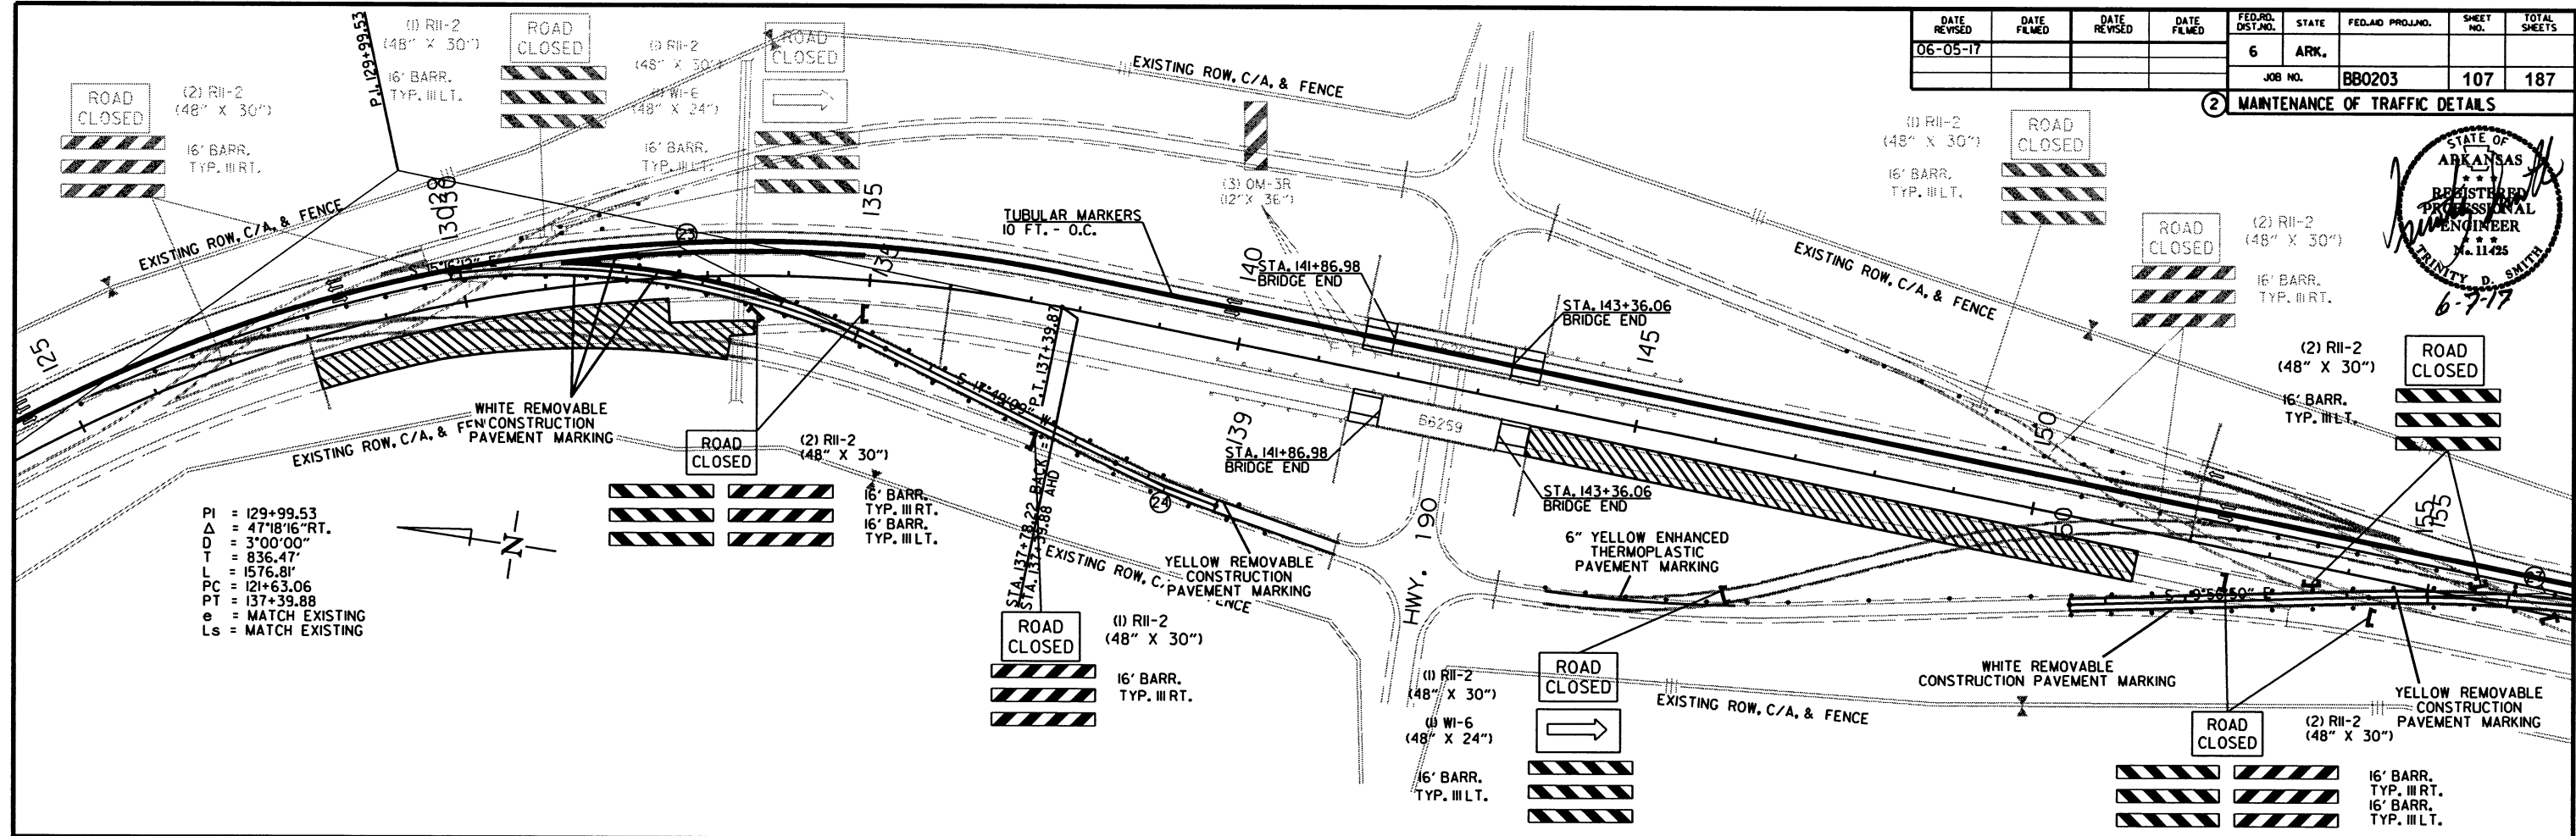 DATE REVISED
DATE FILMED
DATE REVISED
DATE FILMED
FED.RD. DIST.NO.
STATE
FED.AID PROJ.NO.
SHEET NO.
TOTAL SHEETS
06-05-17
6
ARK.
JOB NO.
BB0203
107
187
2 MAINTENANCE OF TRAFFIC DETAILS
STATE OF
ARKANSAS
REGISTERED
PROFESSIONAL
ENGINEER
No. 11425
TRINITY D. SMITH
6-7-17
P.I. 129+99.53
ROAD
CLOSED
(2) R11-2
(48" X 30")
16' BARR.
TYP. III RT.
(1) R11-2
(48" X 30")
16' BARR.
TYP. III LT.
ROAD
CLOSED
(1) R11-2
(48" X 30")
(1) W1-6
(48" X 24")
16' BARR.
TYP. III LT.
ROAD
CLOSED
EXISTING ROW, C/A, & FENCE
(3) OM-3R
(12" X 36")
(1) R11-2
(48" X 30")
16' BARR.
TYP. III LT.
ROAD
CLOSED
ROAD
CLOSED
(2) R11-2
(48" X 30")
16' BARR.
TYP. III RT.
(2) R11-2
(48" X 30")
16' BARR.
TYP. III LT.
ROAD
CLOSED
EXISTING ROW, C/A, & FENCE
EXISTING ROW, C/A, & FENCE
125
130
135
135
23
TUBULAR MARKERS
10 FT. - O.C.
140
STA. 141+86.98
BRIDGE END
STA. 143+36.06
BRIDGE END
145
150
150
155
155
23
WHITE REMOVABLE
CONSTRUCTION
PAVEMENT MARKING
EXISTING ROW, C/A, & FENCE
ROAD
CLOSED
(2) R11-2
(48" X 30")
16' BARR.
TYP. III RT.
16' BARR.
TYP. III LT.
S 17°49'09" W
P.T. 137+39.87
STA. 137+78.22 BACK =
STA. 137+39.88 AHD
139
B6259
STA. 141+86.98
BRIDGE END
STA. 143+36.06
BRIDGE END
24
PI = 129+99.53
Δ = 47°18'16"RT.
D = 3°00'00"
T = 836.47'
L = 1576.81'
PC = 121+63.06
PT = 137+39.88
e = MATCH EXISTING
Ls = MATCH EXISTING
N
EXISTING ROW, C/A, & FENCE
YELLOW REMOVABLE
CONSTRUCTION
PAVEMENT MARKING
HWY. 190
6" YELLOW ENHANCED
THERMOPLASTIC
PAVEMENT MARKING
ROAD
CLOSED
(1) R11-2
(48" X 30")
16' BARR.
TYP. III RT.
(1) R11-2
(48" X 30")
(1) W1-6
(48" X 24")
16' BARR.
TYP. III LT.
ROAD
CLOSED
EXISTING ROW, C/A, & FENCE
WHITE REMOVABLE
CONSTRUCTION PAVEMENT MARKING
YELLOW REMOVABLE
CONSTRUCTION
PAVEMENT MARKING
ROAD
CLOSED
(2) R11-2
(48" X 30")
16' BARR.
TYP. III RT.
16' BARR.
TYP. III LT.